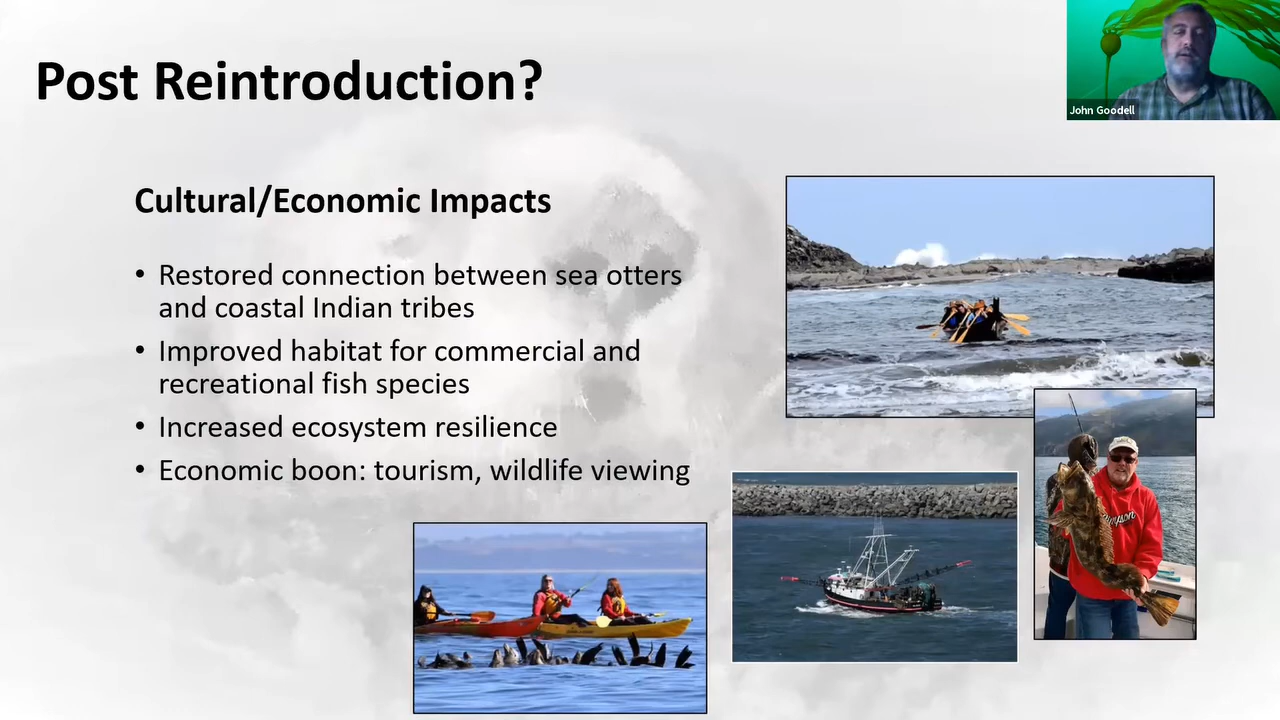 Post Reintroduction?
John Goodell
Cultural/Economic Impacts
• Restored connection between sea otters
and coastal Indian tribes
• Improved habitat for commercial and
recreational fish species
• Increased ecosystem resilience
• Economic boon: tourism, wildlife viewing